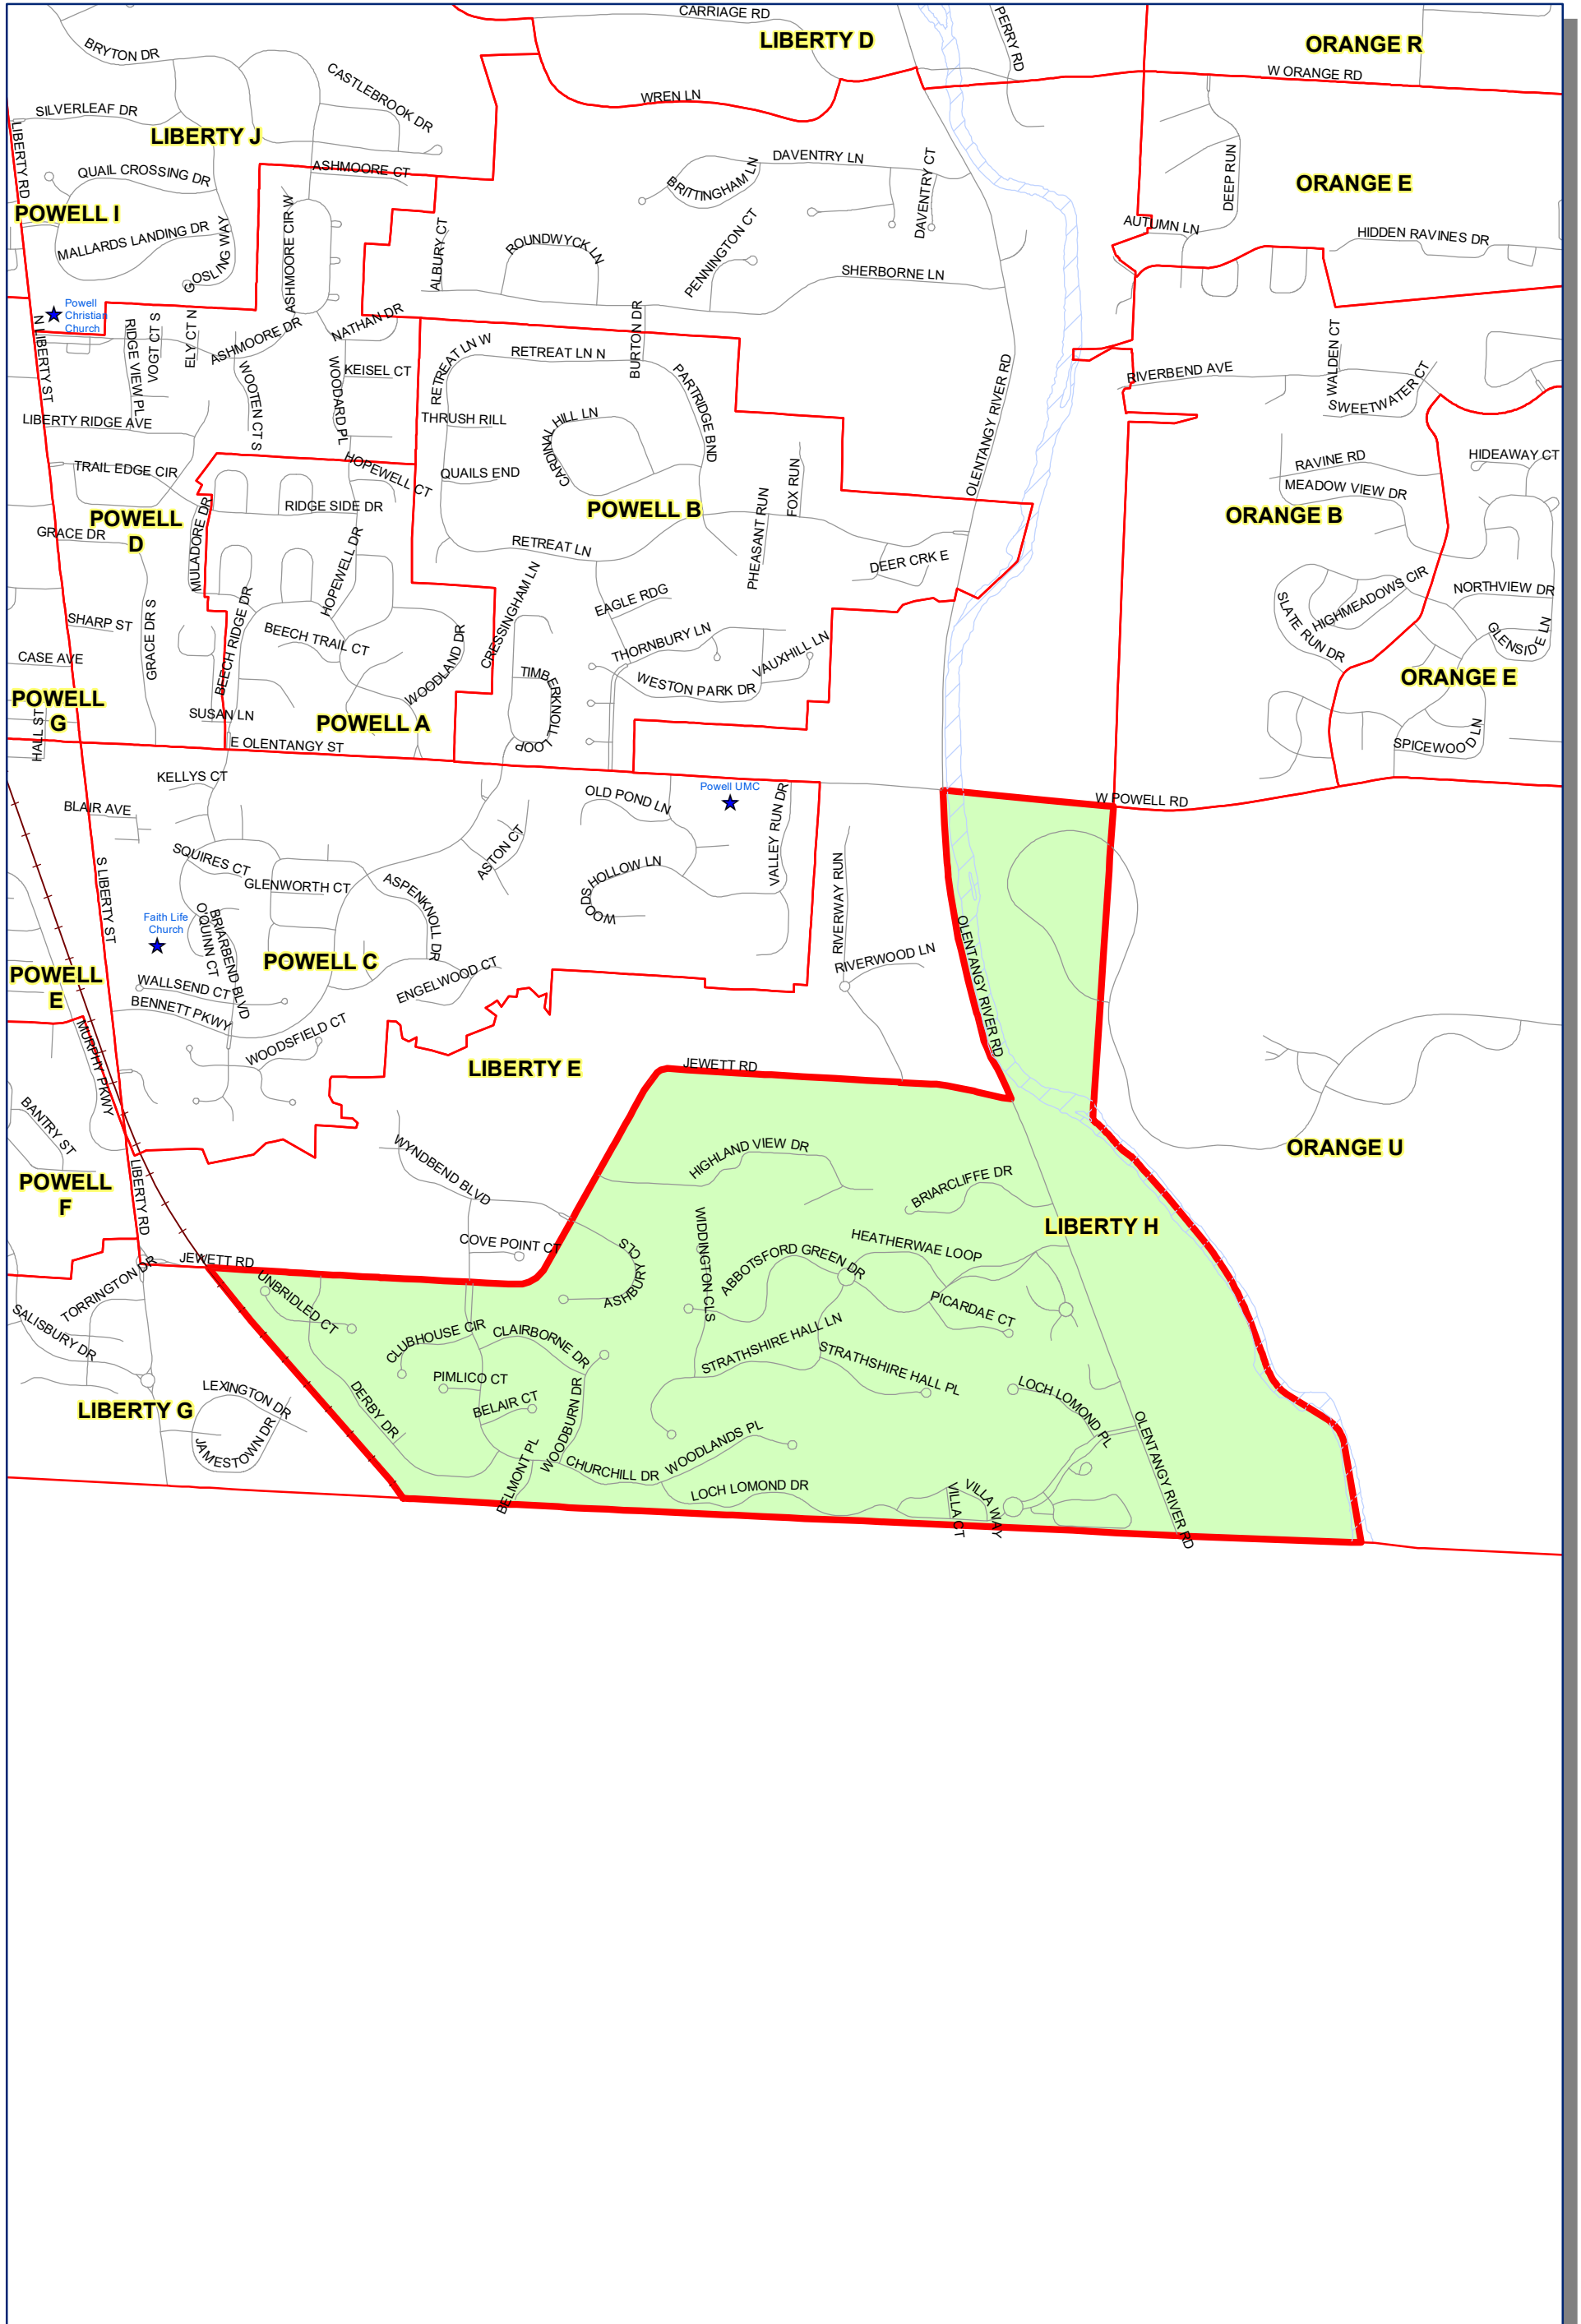 CARRIAGE RD
PERRY RD
LIBERTY D
ORANGE R
BRYTON DR
W ORANGE RD
CASTLEBROOK DR
WREN LN
SILVERLEAF DR
LIBERTY J
LIBERTY RD
DAVENTRY LN
DAVENTRY CT
DEEP RUN
ASHMOORE CT
QUAIL CROSSING DR
BRITTINGHAM LN
ORANGE E
POWELL I
ASHMOORE CIR W
ALBURY CT
PENNINGTON CT
AUTUMN LN
HIDDEN RAVINES DR
MALLARDS LANDING DR
GOSLING WAY
ROUNDWYCK LN
SHERBORNE LN
Powell
Christian
Church
N LIBERTY ST
RIDGE VIEW PL
VOGT CT S
ELY CT N
ASHMOORE DR
NATHAN DR
BURTON DR
RETREAT LN W
RETREAT LN N
WOOTEN CT S
WOODARD PL
KEISEL CT
PARTRIDGE BND
OLENTANGY RIVER RD
RIVERBEND AVE
WALDEN CT
SWEETWATER CT
LIBERTY RIDGE AVE
THRUSH RILL
CARDINAL HILL LN
TRAIL EDGE CIR
HOPEWELL CT
QUAILS END
FOX RUN
RAVINE RD
HIDEAWAY CT
MEADOW VIEW DR
POWELL
D
RIDGE SIDE DR
POWELL B
ORANGE B
GRACE DR
MULADORE DR
HOPEWELL DR
RETREAT LN
PHEASANT RUN
DEER CRK E
CRESSINGHAM LN
EAGLE RDG
SLATE RUN DR
HIGHMEADOWS CIR
NORTHVIEW DR
SHARP ST
GRACE DR S
BEECH RIDGE DR
BEECH TRAIL CT
THORNBURY LN
VAUXHILL LN
GLENSIDE LN
CASE AVE
WOODLAND DR
TIMBERKNOLL LOOP
WESTON PARK DR
ORANGE E
POWELL
G
HALL ST
SUSAN LN
POWELL A
E OLENTANGY ST
SPICEWOOD LN
KELLYS CT
Powell UMC
OLD POND LN
W POWELL RD
BLAIR AVE
VALLEY RUN DR
S LIBERTY ST
SQUIRES CT
ASTON CT
GLENWORTH CT
ASPENKNOLL DR
WOODS HOLLOW LN
RIVERWAY RUN
Faith Life
Church
O'QUINN CT
BRIARBEND BLVD
OLENTANGY RIVER RD
POWELL C
RIVERWOOD LN
POWELL
E
WALLSEND CT
ENGELWOOD CT
BENNETT PKWY
WOODSFIELD CT
MURPHY PKWY
LIBERTY E
JEWETT RD
BANTRY ST
WYNDBEND BLVD
HIGHLAND VIEW DR
ORANGE U
POWELL
F
LIBERTY RD
BRIARCLIFFE DR
WIDDINGTON CLS
LIBERTY H
COVE POINT CT
ASHBURY CLS
HEATHERWAE LOOP
JEWETT RD
TORRINGTON DR
UNBRIDLED CT
ABBOTSFORD GREEN DR
PICARDAE CT
SALISBURY DR
CLUBHOUSE CIR
CLAIRBORNE DR
STRATHSHIRE HALL LN
STRATHSHIRE HALL PL
LEXINGTON DR
PIMLICO CT
LOCH LOMOND PL
LIBERTY G
DERBY DR
BELAIR CT
WOODBURN DR
JAMESTOWN DR
BELMONT PL
CHURCHILL DR
WOODLANDS PL
OLENTANGY RIVER RD
LOCH LOMOND DR
VILLA CT
VILLA WAY